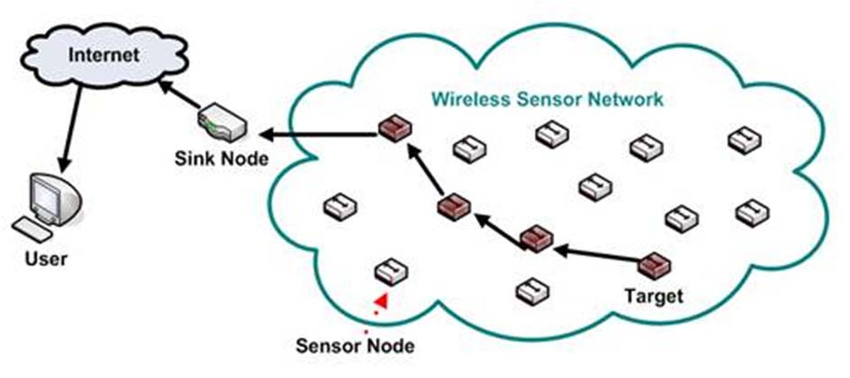 Internet
Wireless Sensor Network
Sink Node
User
Target
Sensor Node